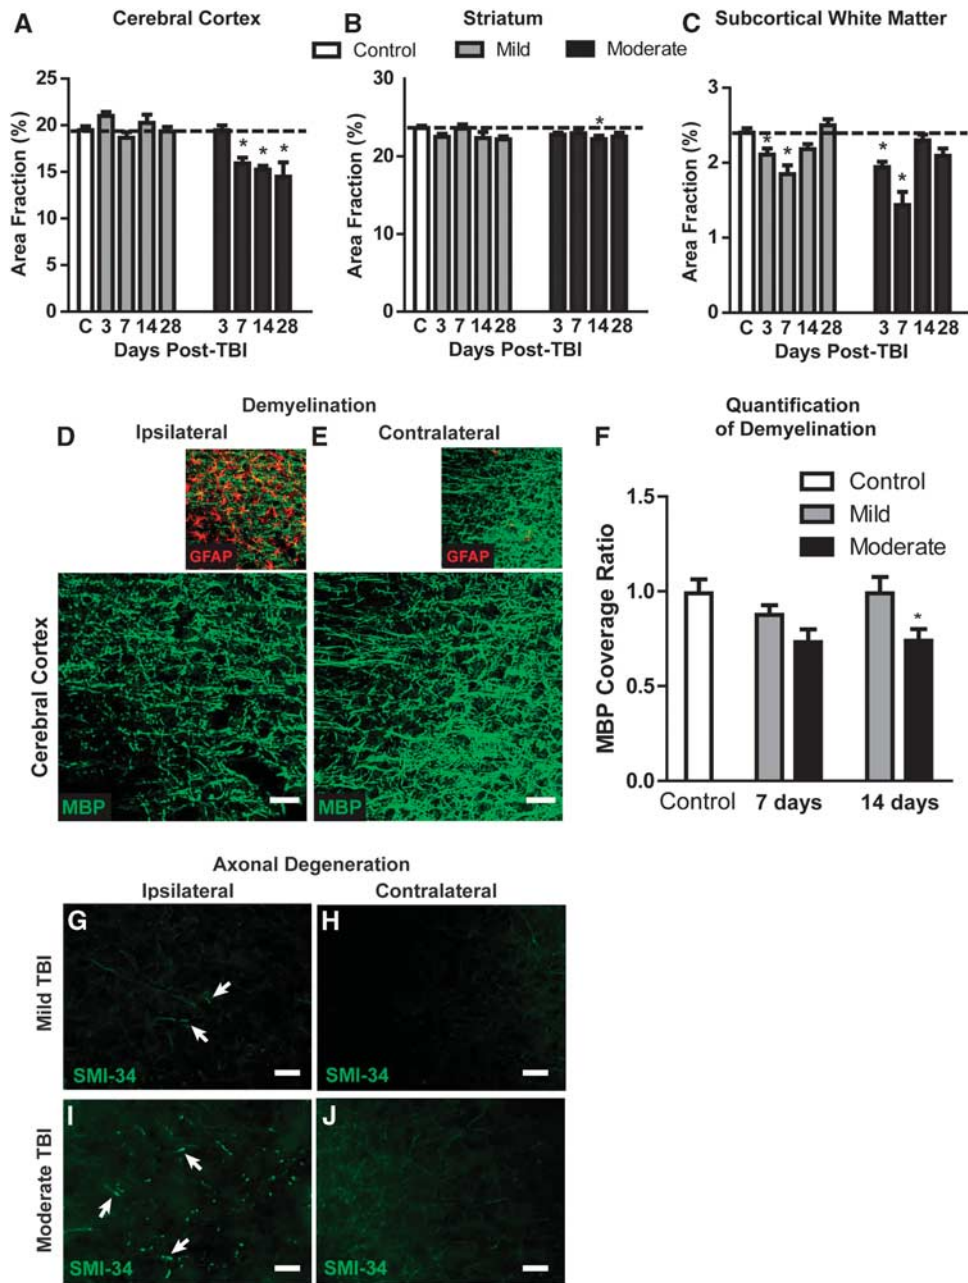 A Cerebral Cortex
B Striatum
C Subcortical White Matter
Control Mild Moderate
Area Fraction (%)
25
20
15
10
5
0
C 3 7 14 28 3 7 14 28
* * *
Days Post-TBI
Area Fraction (%)
30
20
10
0
C 3 7 14 28 3 7 14 28
*
Days Post-TBI
Area Fraction (%)
3
2
1
0
C 3 7 14 28 3 7 14 28
* * * *
Days Post-TBI
Demyelination
D Ipsilateral
E Contralateral
GFAP
GFAP
Cerebral Cortex
MBP
Quantification
of Demyelination
F
Control
Mild
Moderate
MBP Coverage Ratio
1.5
1.0
0.5
0.0
*
Control 7 days 14 days
Axonal Degeneration
Ipsilateral Contralateral
Mild TBI
G
SMI-34
H
SMI-34
Moderate TBI
I
SMI-34
J
SMI-34